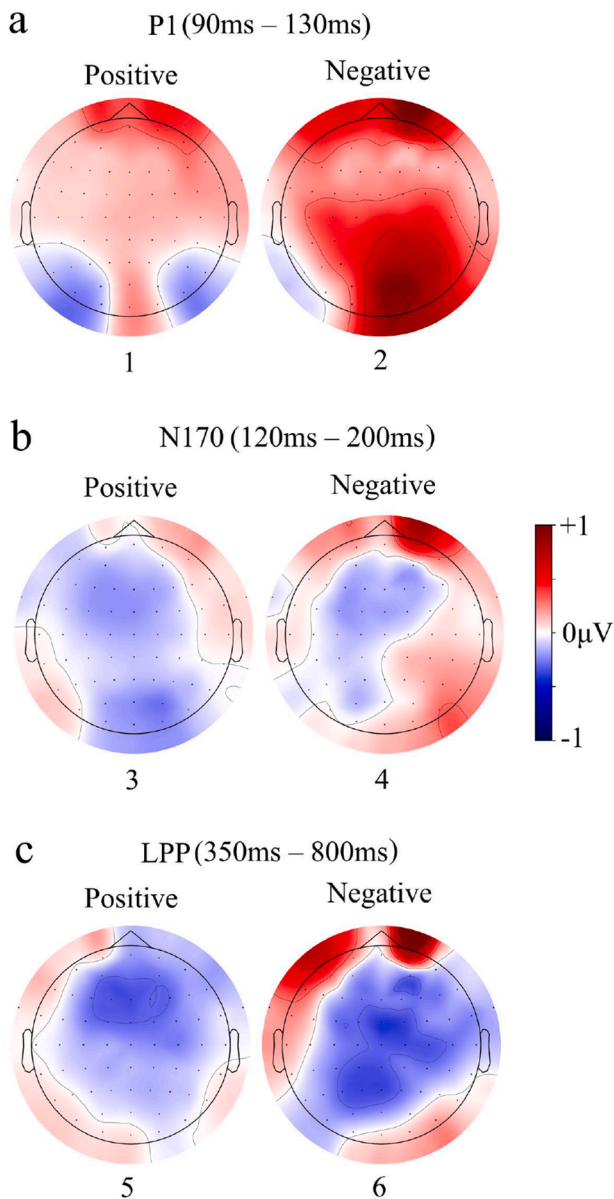 a
P1(90ms – 130ms)
Positive Negative
1 2
b
N170 (120ms – 200ms)
Positive Negative
+1
0μV
-1
3 4
c
LPP(350ms – 800ms)
Positive Negative
5 6